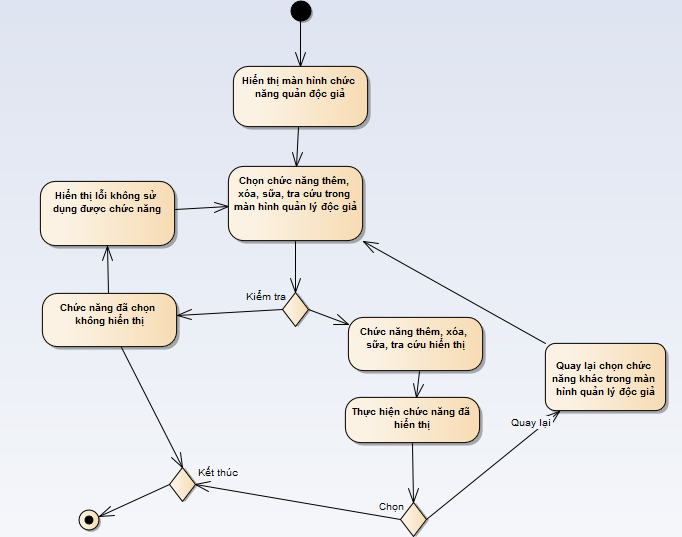 Hiển thị màn hình chức
năng quản độc giả
Chọn chức năng thêm,
xóa, sữa, tra cứu trong
màn hình quản lý độc giả
Hiển thị lỗi không sử
dụng được chức năng
Kiểm tra
Chức năng đã chọn
không hiển thị
Chức năng thêm, xóa,
sữa, tra cứu hiển thị
Quay lại chọn chức
năng khác trong màn
hình quản lý độc giả
Thực hiện chức năng đã
hiển thị
Quay lại
Kết thúc
Chọn